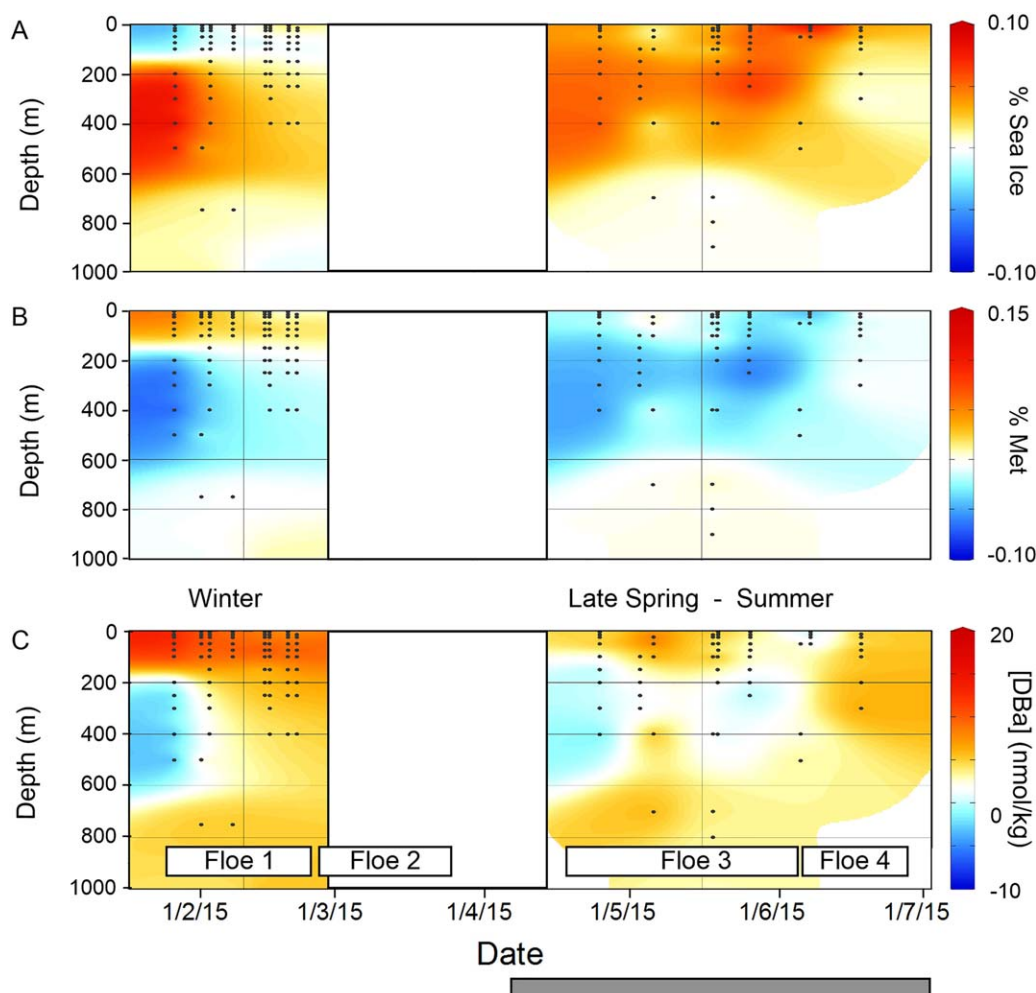 A
0
200
400
600
800
1000
Depth (m)
0.10
% Sea Ice
-0.10
B
0
200
400
600
800
1000
Depth (m)
0.15
% Met
-0.10
Winter
Late Spring - Summer
C
0
200
400
600
800
1000
Depth (m)
20
10
0
-10
[DBa] (nmol/kg)
Floe 1
Floe 2
Floe 3
Floe 4
1/2/15
1/3/15
1/4/15
1/5/15
1/6/15
1/7/15
Date